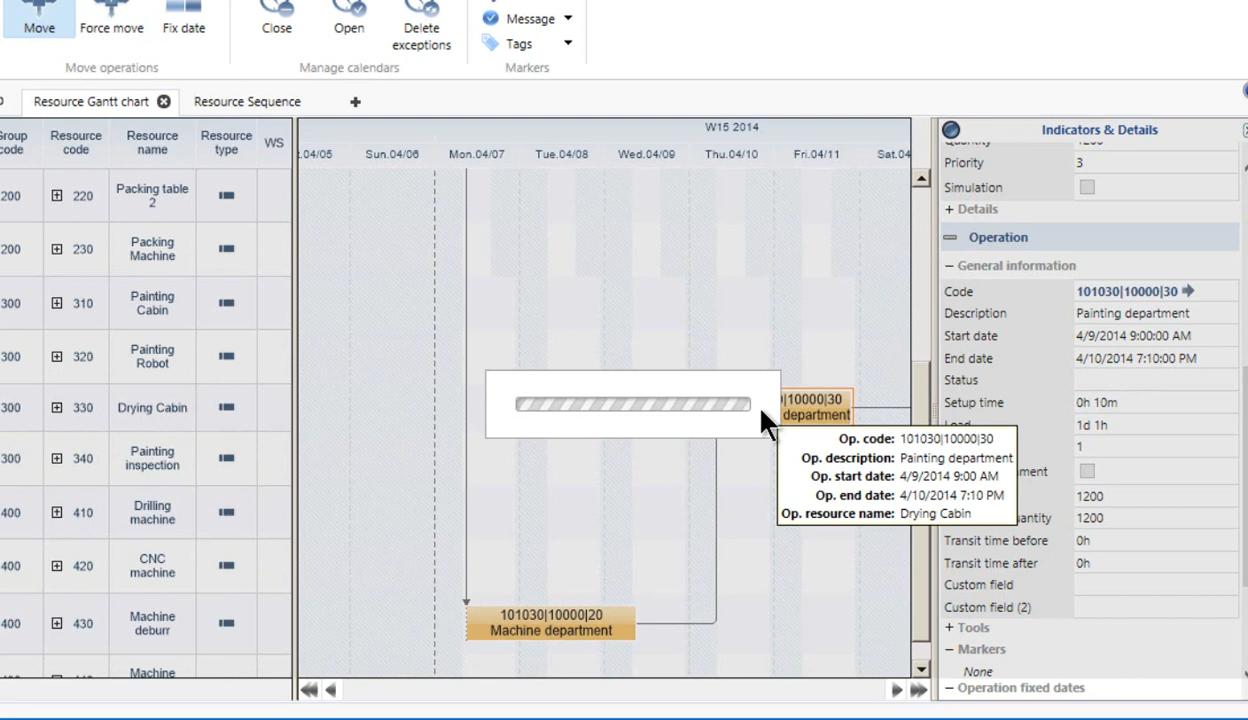 Move
Force move
Fix date
Close
Open
Delete
exceptions
Message
Tags
Move operations
Manage calendars
Markers
Resource Gantt chart
Resource Sequence
Group
code
Resource
code
Resource
name
Resource
type
WS
200
220
Packing table
2
200
230
Packing
Machine
300
310
Painting
Cabin
300
320
Painting
Robot
300
330
Drying Cabin
300
340
Painting
inspection
400
410
Drilling
machine
400
420
CNC
machine
400
430
Machine
deburr
Machine
W15 2014
.04/05
Sun.04/06
Mon.04/07
Tue.04/08
Wed.04/09
Thu.04/10
Fri.04/11
Sat.04
|10000|30
department
Op. code: 101030|10000|30
Op. description: Painting department
Op. start date: 4/9/2014 9:00 AM
Op. end date: 4/10/2014 7:10 PM
Op. resource name: Drying Cabin
101030|10000|20
Machine department
Indicators & Details
Quantity 1200
Priority 3
Simulation
+ Details
Operation
− General information
Code 101030|10000|30
Description Painting department
Start date 4/9/2014 9:00:00 AM
End date 4/10/2014 7:10:00 PM
Status
Setup time 0h 10m
Load 1d 1h
1
ment
1200
uantity 1200
Transit time before 0h
Transit time after 0h
Custom field
Custom field (2)
+ Tools
− Markers
None
− Operation fixed dates